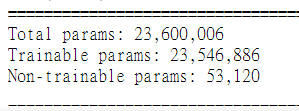 Total params: 23,600,006
Trainable params: 23,546,886
Non-trainable params: 53,120